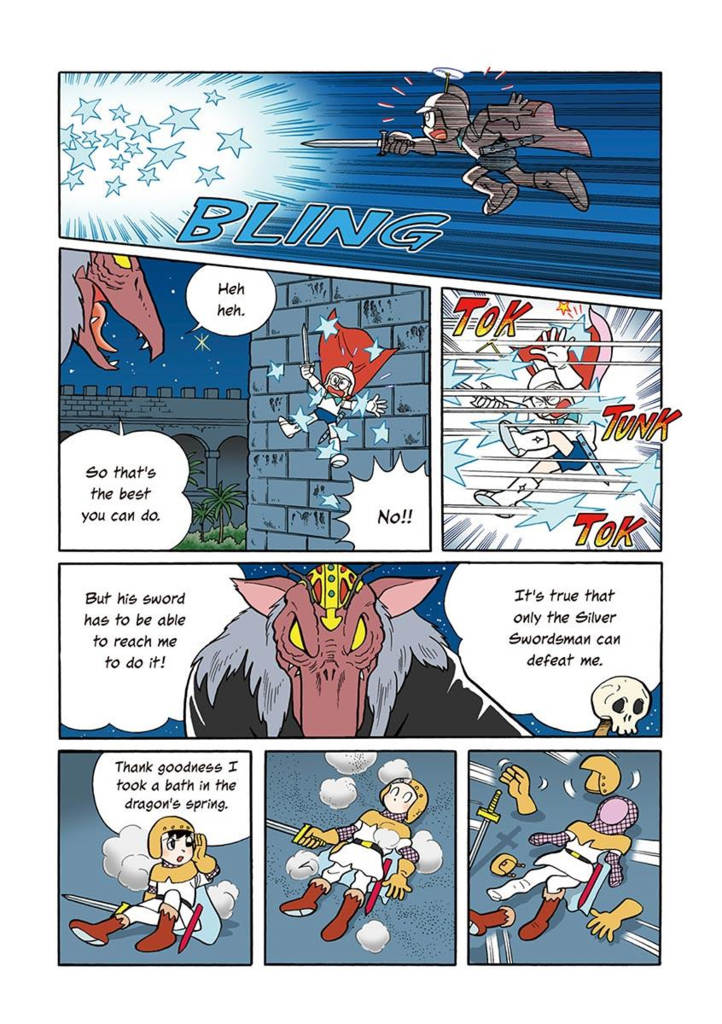 BLING
TOK
TUNK
TOK
No!!
Heh
heh.
So that's
the best
you can do.
It's true that
only the Silver
Swordsman can
defeat me.
But his sword
has to be able
to reach me
to do it!
Thank goodness I
took a bath in the
dragon's spring.